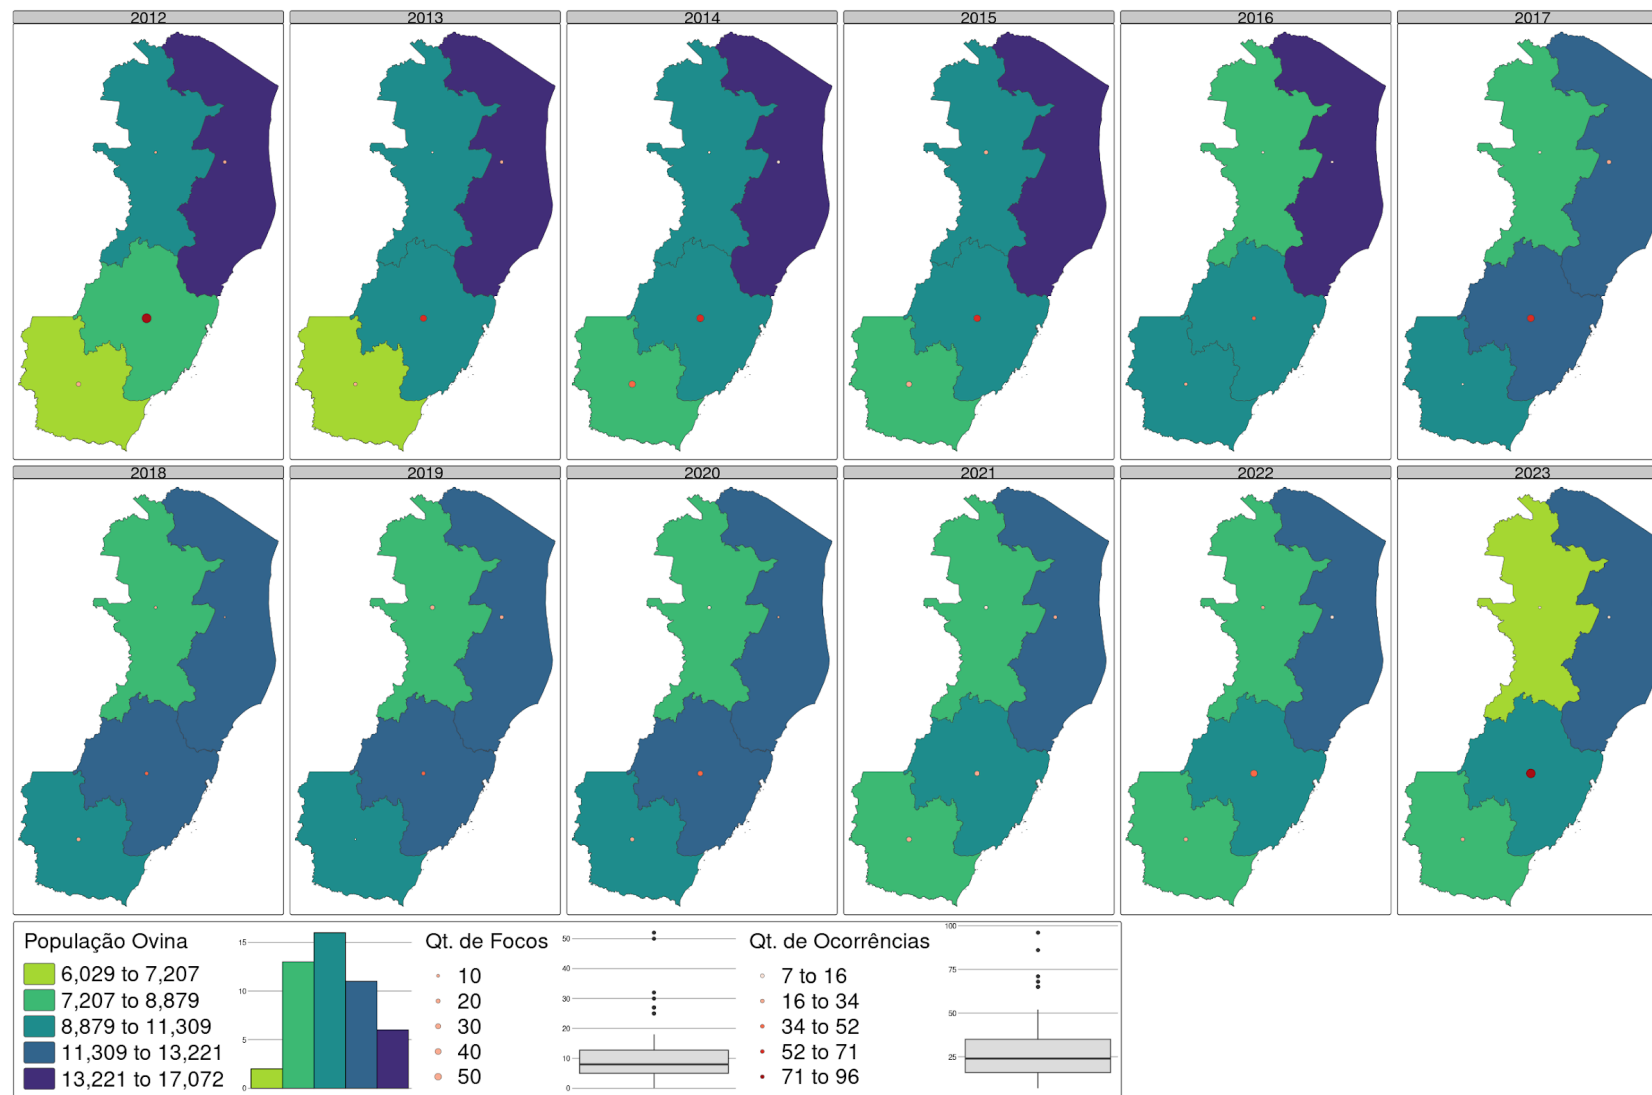 2012 2013 2014 2015 2016 2017
2018 2019 2020 2021 2022 2023
População Ovina
6,029 to 7,207
7,207 to 8,879
8,879 to 11,309
11,309 to 13,221
13,221 to 17,072
15
10
5
0
Qt. de Focos
10
20
30
40
50
50
40
30
20
10
0
Qt. de Ocorrências
7 to 16
16 to 34
34 to 52
52 to 71
71 to 96
100
75
50
25